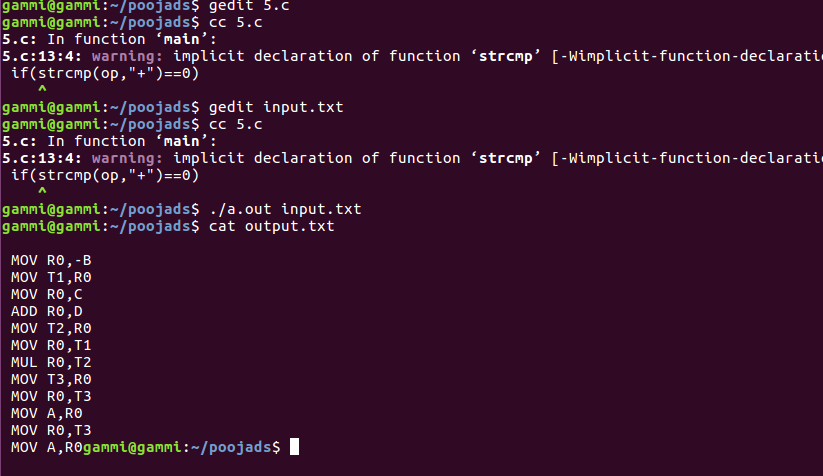 gammi@gammi:~/poojads$ gedit 5.c
gammi@gammi:~/poojads$ cc 5.c
5.c: In function ‘main’:
5.c:13:4: warning: implicit declaration of function ‘strcmp’ [-Wimplicit-function-declarati
if(strcmp(op,"+")==0)
^
gammi@gammi:~/poojads$ gedit input.txt
gammi@gammi:~/poojads$ cc 5.c
5.c: In function ‘main’:
5.c:13:4: warning: implicit declaration of function ‘strcmp’ [-Wimplicit-function-declarati
if(strcmp(op,"+")==0)
^
gammi@gammi:~/poojads$ ./a.out input.txt
gammi@gammi:~/poojads$ cat output.txt
MOV R0,-B
MOV T1,R0
MOV R0,C
ADD R0,D
MOV T2,R0
MOV R0,T1
MUL R0,T2
MOV T3,R0
MOV R0,T3
MOV A,R0
MOV R0,T3
MOV A,R0gammi@gammi:~/poojads$